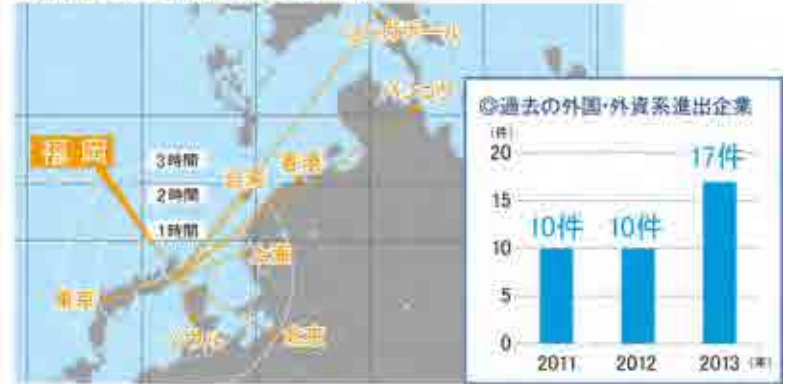 シンガポール
バンコク
福岡
3時間
2時間
1時間
台北
香港
上海
東京
ソウル
北京
◎過去の外国・外資系進出企業
(件)
20
15
10
5
0
10件
10件
17件
2011
2012
2013
(年)